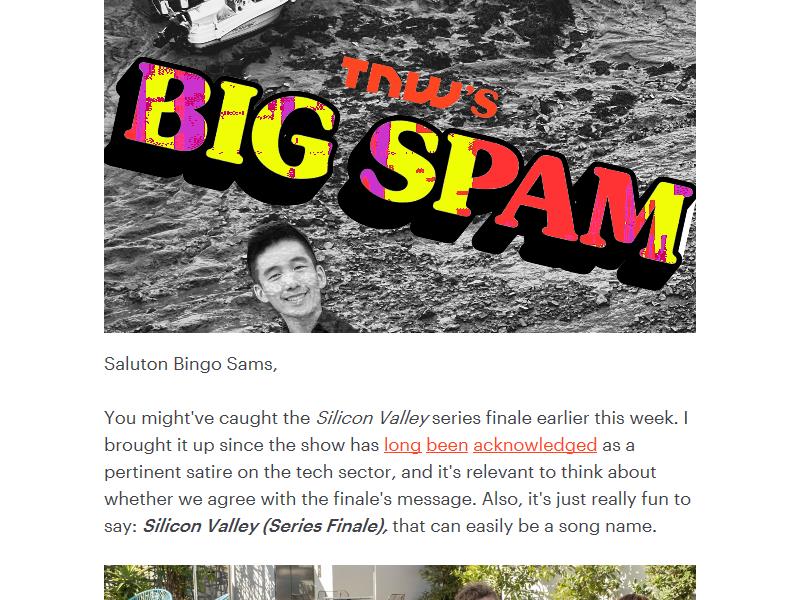 TNW's
BIG SPAM
Saluton Bingo Sams,
You might've caught the Silicon Valley series finale earlier this week. I
brought it up since the show has long been acknowledged as a
pertinent satire on the tech sector, and it's relevant to think about
whether we agree with the finale's message. Also, it's just really fun to
say: Silicon Valley (Series Finale), that can easily be a song name.